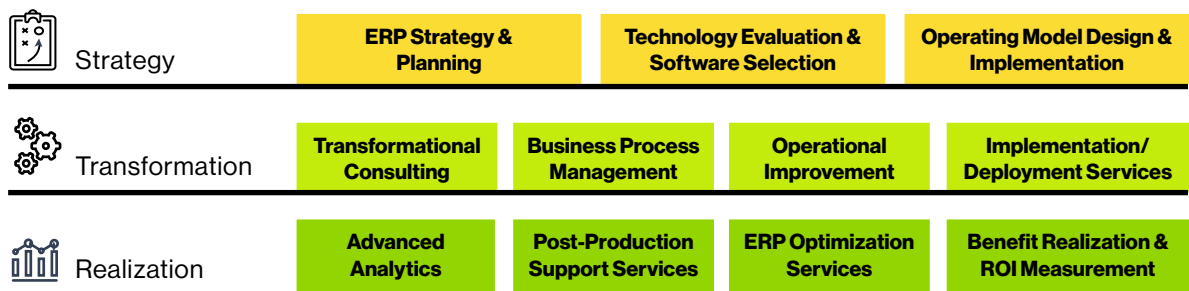 Strategy
ERP Strategy &
Planning
Technology Evaluation &
Software Selection
Operating Model Design &
Implementation
Transformation
Transformational
Consulting
Business Process
Management
Operational
Improvement
Implementation/
Deployment Services
Realization
Advanced
Analytics
Post-Production
Support Services
ERP Optimization
Services
Benefit Realization &
ROI Measurement